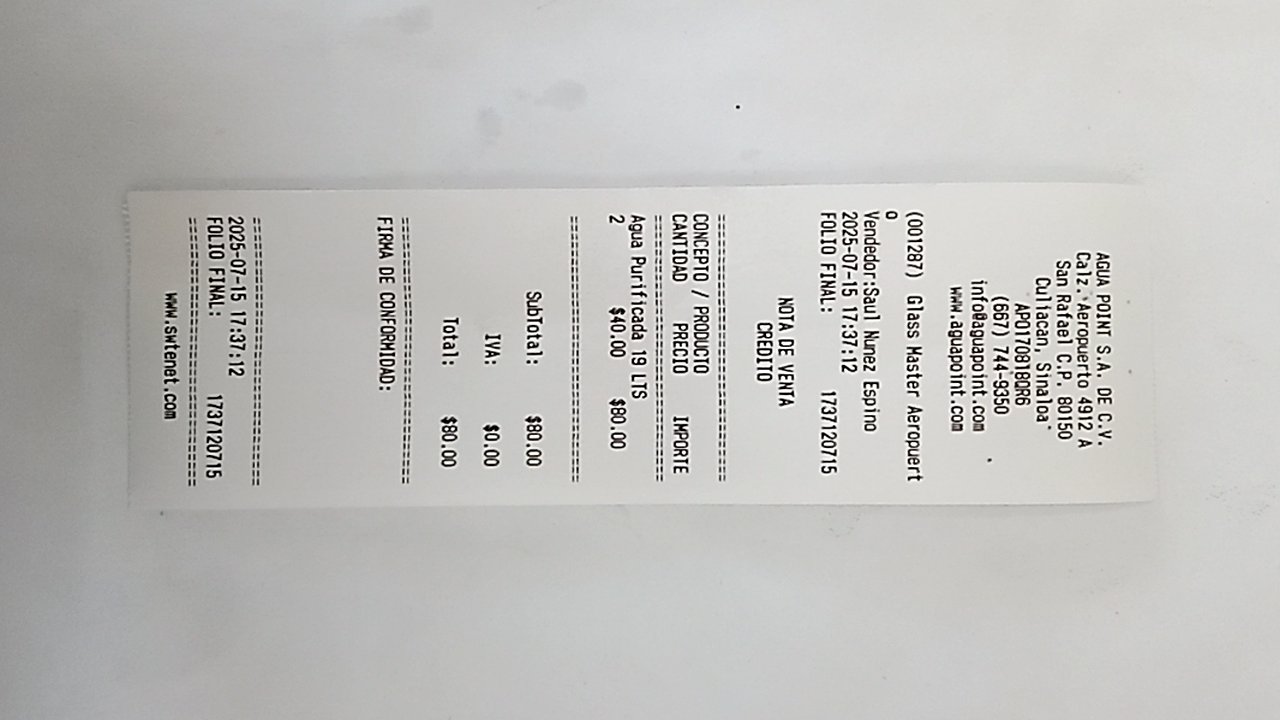 AGUA POINT S.A. DE C.V.
Calz. Aeropuerto 4912 A
San Rafael C.P. 80150
Culiacan, Sinaloa
APO170818DR6
(667) 744-9350
info@aguapoint.com
www.aguapoint.com
(001287) Glass Master Aeropuert
o
Vendedor:Saul Nunez Espino
2025-07-15 17:37:12
FOLIO FINAL: 1737120715
NOTA DE VENTA
CREDITO
===============================
CONCEPTO / PRODUCTO
CANTIDAD PRECIO IMPORTE
===============================
Agua Purificada 19 LTS
2 $40.00 $80.00
===============================
SubTotal: $80.00
IVA: $0.00
Total: $80.00
===============================
FIRMA DE CONFORMIDAD:
===============================
2025-07-15 17:37:12
FOLIO FINAL: 1737120715
===============================
www.swtenet.com